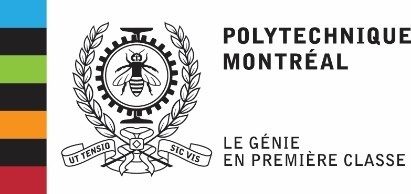 POLYTECHNIQUE
MONTRÉAL
UT TENSIO SIC VIS
LE GÉNIE
EN PREMIÈRE CLASSE